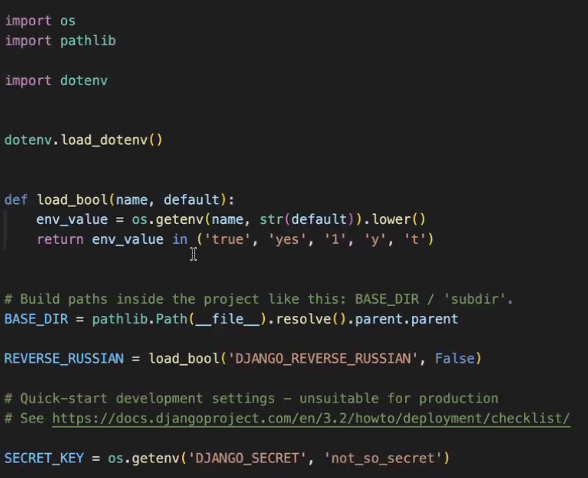 import os
import pathlib
import dotenv
dotenv.load_dotenv()
def load_bool(name, default):
    env_value = os.getenv(name, str(default)).lower()
    return env_value in ('true', 'yes', '1', 'y', 't')
# Build paths inside the project like this: BASE_DIR / 'subdir'.
BASE_DIR = pathlib.Path(__file__).resolve().parent.parent
REVERSE_RUSSIAN = load_bool('DJANGO_REVERSE_RUSSIAN', False)
# Quick-start development settings - unsuitable for production
# See https://docs.djangoproject.com/en/3.2/howto/deployment/checklist/
SECRET_KEY = os.getenv('DJANGO_SECRET', 'not_so_secret')